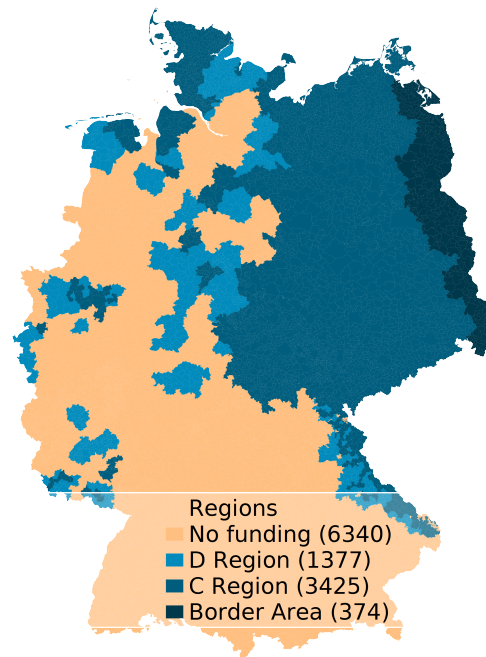 Regions
No funding (6340)
D Region (1377)
C Region (3425)
Border Area (374)